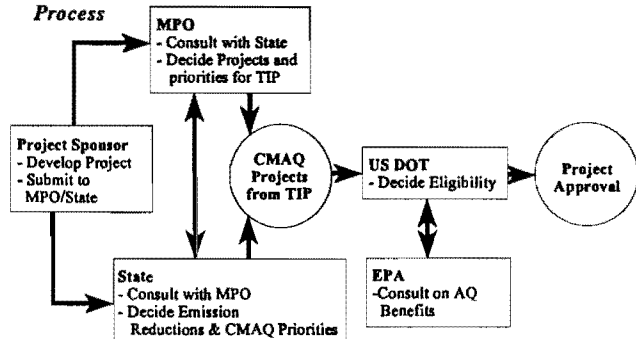 Process
MPO
- Consult with State
- Decide Projects and
priorities for TIP
Project Sponsor
- Develop Project
- Submit to
MPO/State
CMAQ
Projects
from TIP
US DOT
- Decide Eligibility
Project
Approval
State
- Consult with MPO
- Decide Emission
Reductions & CMAQ Priorities
EPA
-Consult on AQ
Benefits